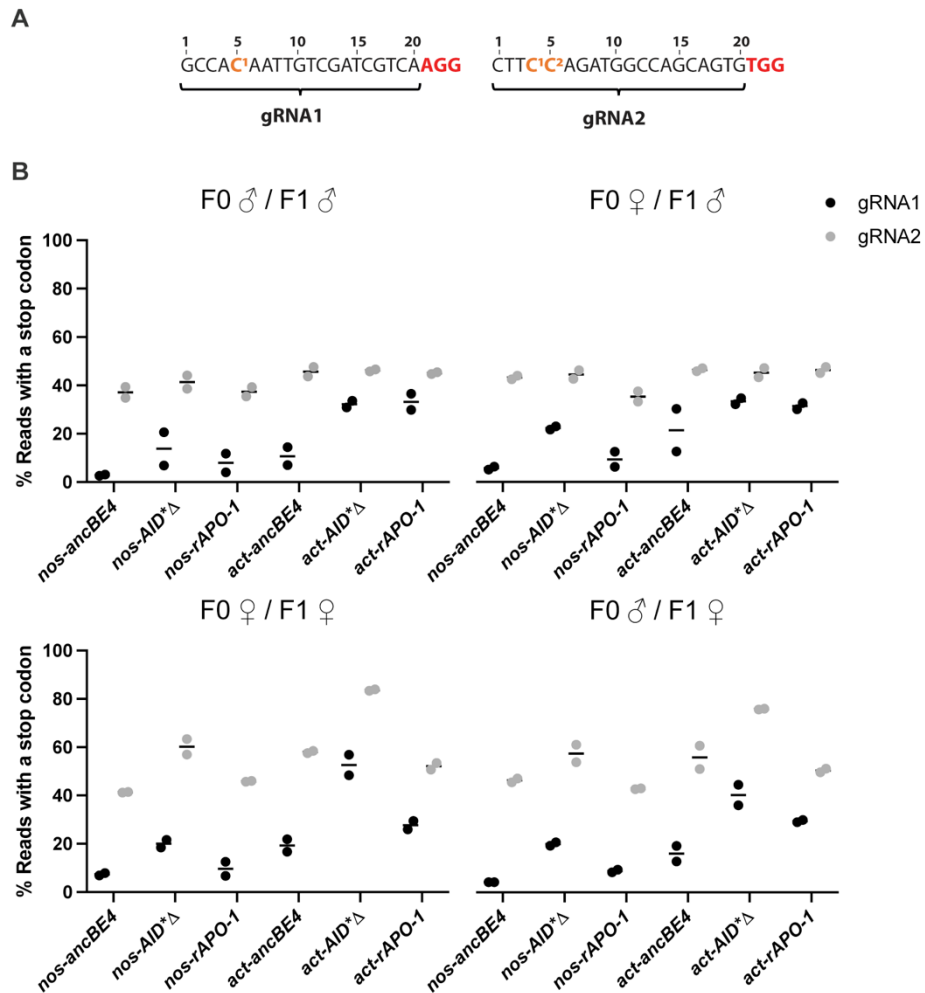 A
1 5 10 15 20 1 5 10 15 20
GCCAC¹AATTGTCGATCGTCAAGG CTTC¹C²AGATGGCCAGCAGTGTGG
gRNA1 gRNA2
B
F0 ♂ / F1 ♂ F0 ♀ / F1 ♂
gRNA1
gRNA2
% Reads with a stop codon
100
80
60
40
20
0
nos-ancBE4 nos-AID*Δ nos-rAPO-1 act-ancBE4 act-AID*Δ act-rAPO-1
nos-ancBE4 nos-AID*Δ nos-rAPO-1 act-ancBE4 act-AID*Δ act-rAPO-1
F0 ♀ / F1 ♀ F0 ♂ / F1 ♀
% Reads with a stop codon
100
80
60
40
20
0
nos-ancBE4 nos-AID*Δ nos-rAPO-1 act-ancBE4 act-AID*Δ act-rAPO-1
nos-ancBE4 nos-AID*Δ nos-rAPO-1 act-ancBE4 act-AID*Δ act-rAPO-1